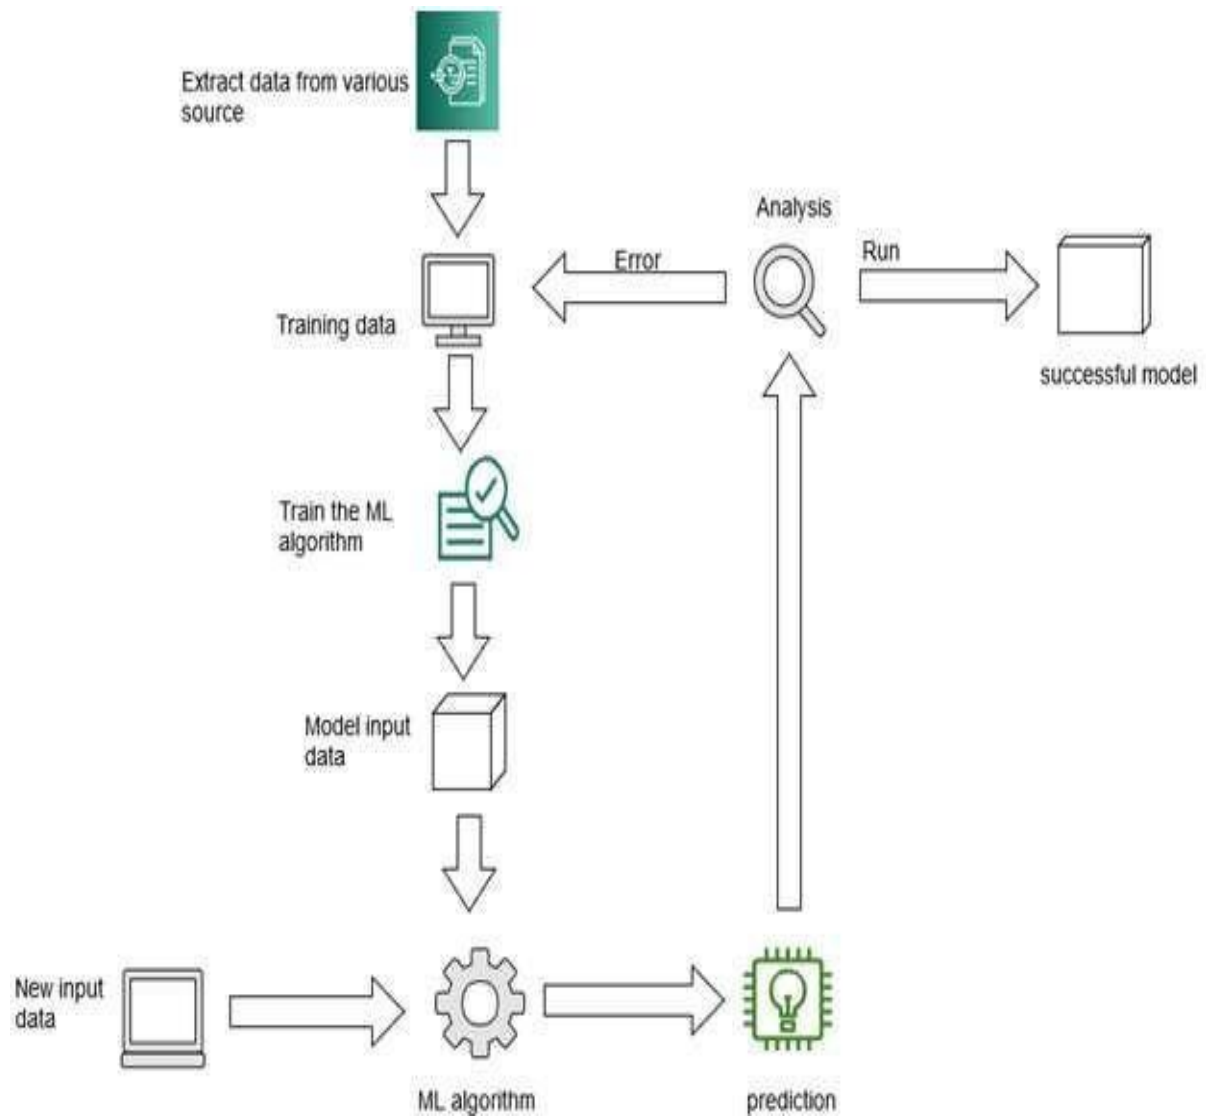 Extract data from various
source
Analysis
Error
Run
Training data
successful model
Train the ML
algorithm
Model input
data
New input
data
ML algorithm
prediction